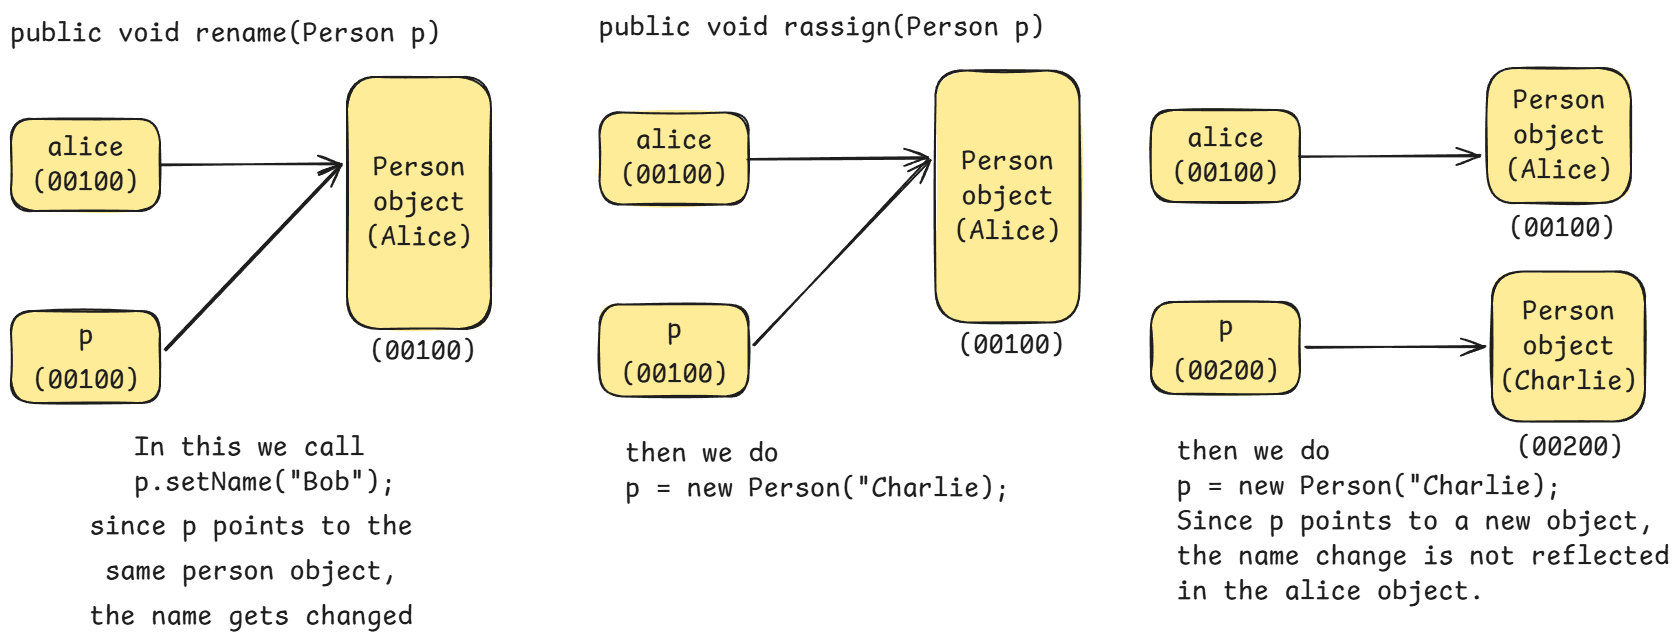 public void rename(Person p)
alice
(00100)
Person
object
(Alice)
(00100)
p
(00100)
In this we call
p.setName("Bob");
since p points to the
same person object,
the name gets changed
public void rassign(Person p)
alice
(00100)
Person
object
(Alice)
(00100)
p
(00100)
then we do
p = new Person("Charlie);
alice
(00100)
Person
object
(Alice)
(00100)
p
(00200)
Person
object
(Charlie)
(00200)
then we do
p = new Person("Charlie);
Since p points to a new object,
the name change is not reflected
in the alice object.